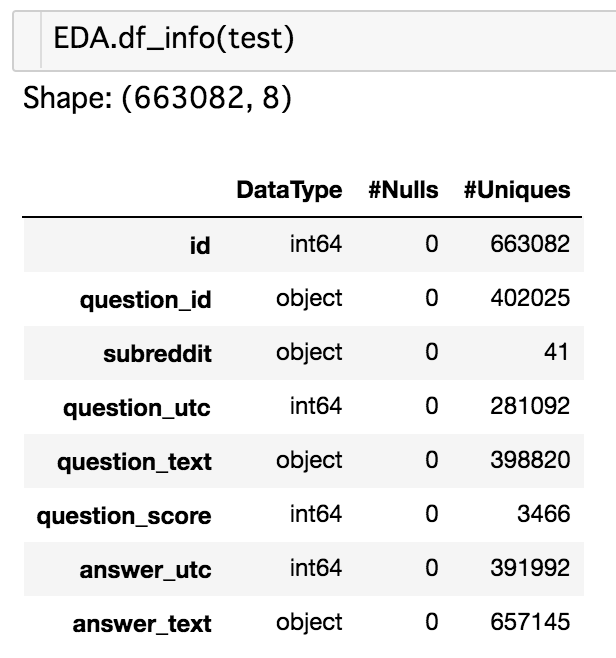 EDA.df_info(test)
Shape: (663082, 8)
DataType #Nulls #Uniques
id int64 0 663082
question_id object 0 402025
subreddit object 0 41
question_utc int64 0 281092
question_text object 0 398820
question_score int64 0 3466
answer_utc int64 0 391992
answer_text object 0 657145